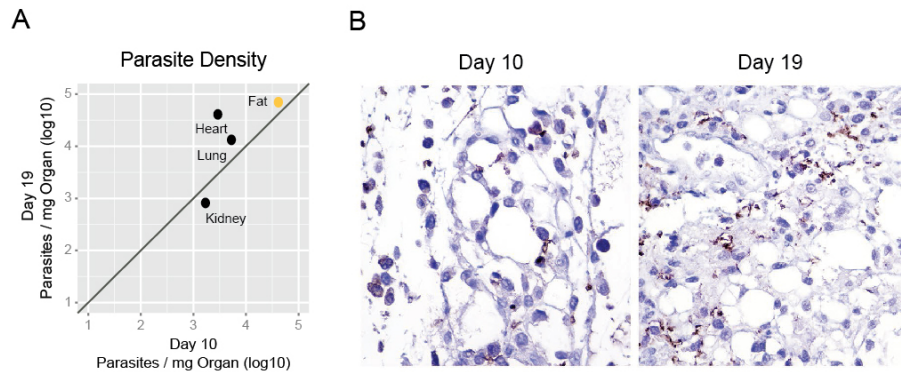 A
Parasite Density
Day 19
Parasites / mg Organ (log10)
5
4
3
2
1
Fat
Heart
Lung
Kidney
1
2
3
4
5
Day 10
Parasites / mg Organ (log10)
B
Day 10
Day 19